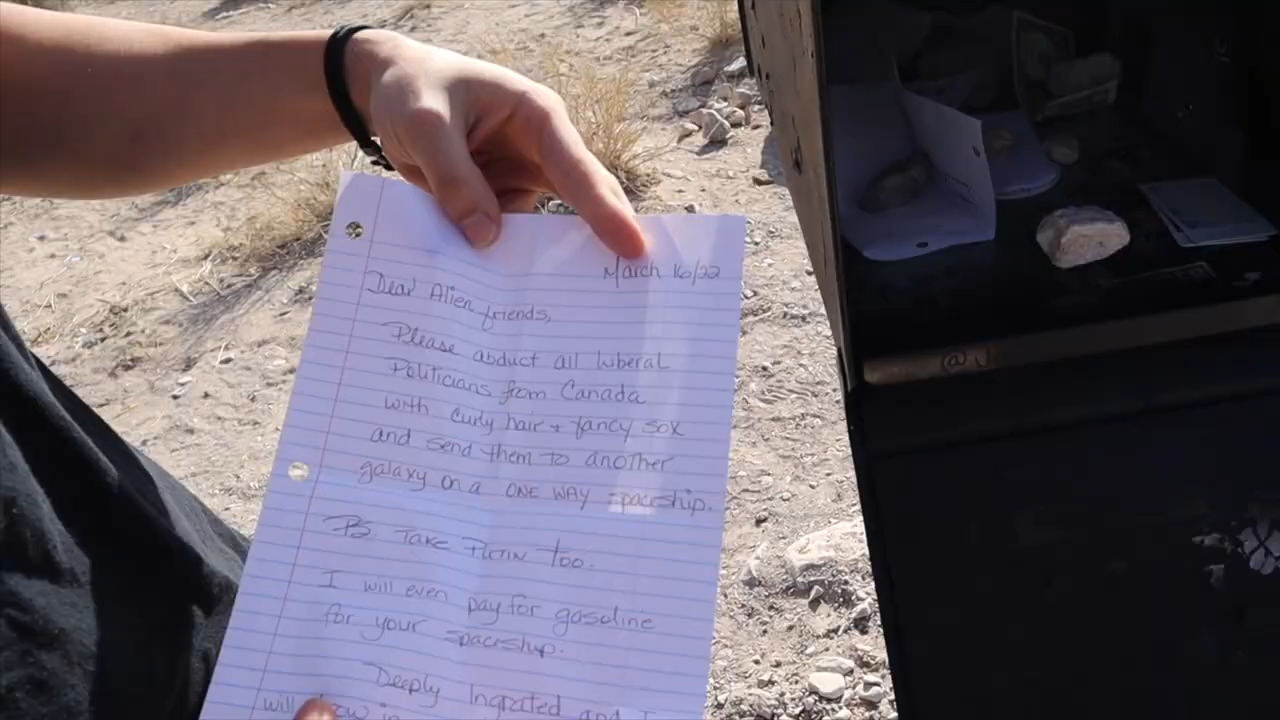 March 16/22
Dear Alien friends,
Please abduct all Liberal
Politicians from Canada
with curly hair + fancy sox
and send them to another
galaxy on a ONE WAY spaceship.
PS. TAKE PUTIN too.
I will even pay for gasoline
for your spaceship.
Deeply Ingrated and I
will in
@J